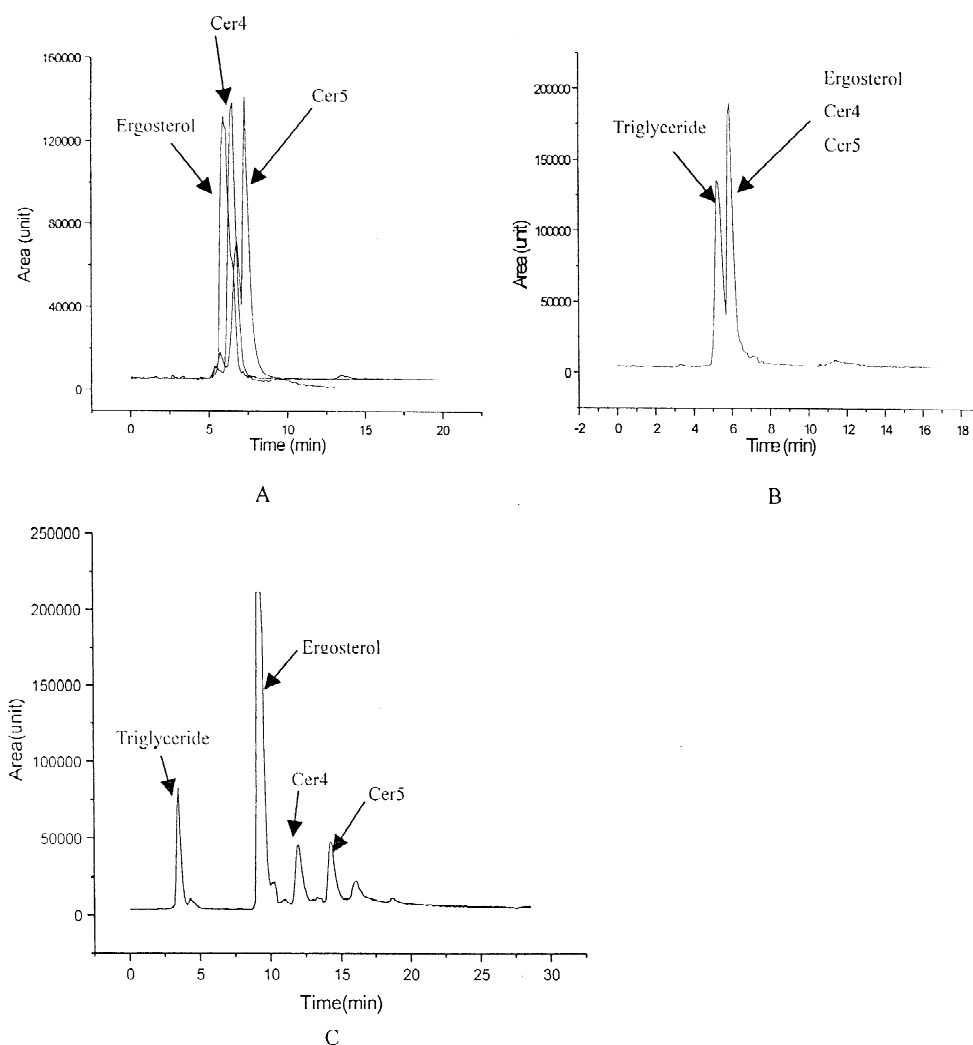 Cer4
Cer5
Ergosterol
160000
120000
80000
40000
0
Area (unit)
0 5 10 15 20
Time (min)
A
Triglyceride
Ergosterol
Cer4
Cer5
200000
150000
100000
50000
0
Area (unit)
-2 0 2 4 6 8 10 12 14 16 18
Time (min)
B
250000
200000
150000
100000
50000
0
Area(unit)
Triglyceride
Ergosterol
Cer4
Cer5
0 5 10 15 20 25 30
Time(min)
C